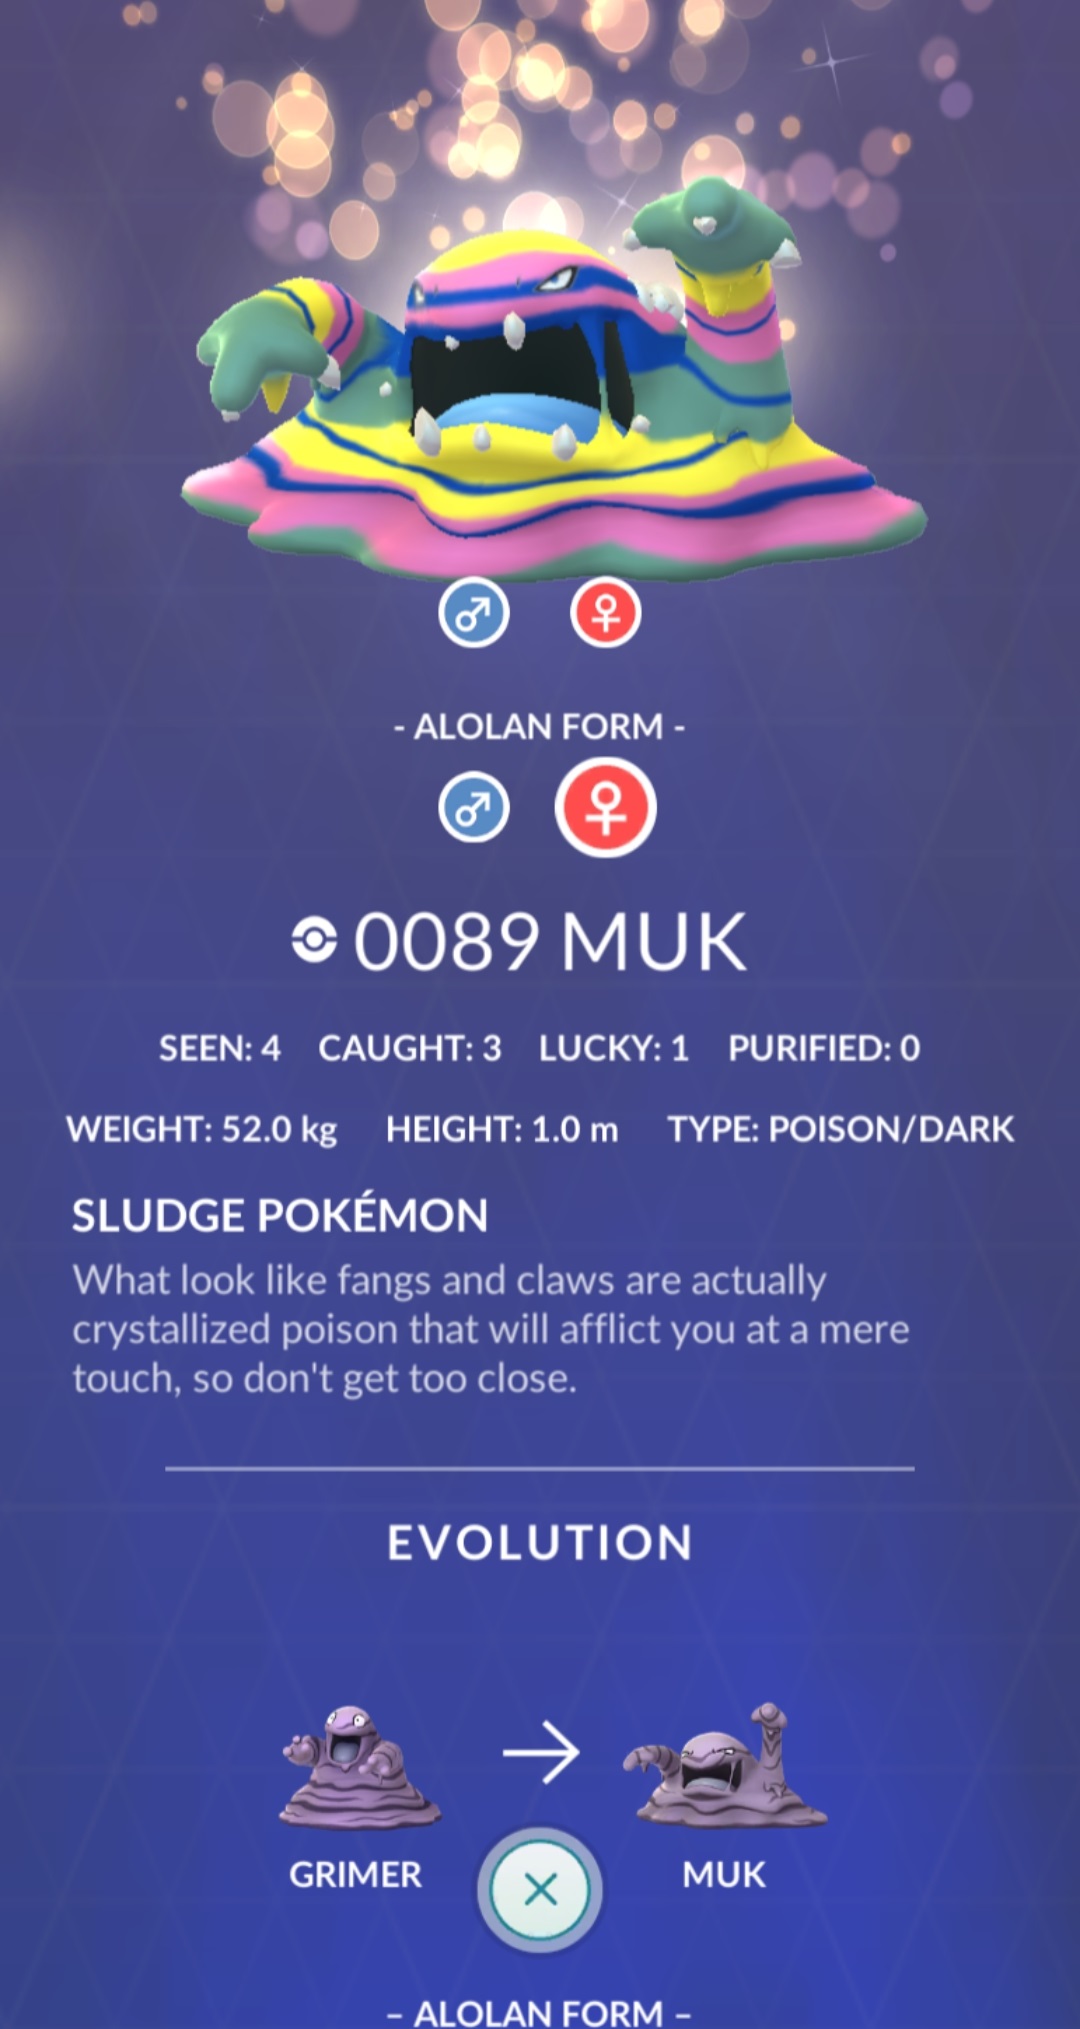 - ALOLAN FORM -
0089 MUK
SEEN: 4 CAUGHT: 3 LUCKY: 1 PURIFIED: 0
WEIGHT: 52.0 kg HEIGHT: 1.0 m TYPE: POISON/DARK
SLUDGE POKÉMON
What look like fangs and claws are actually
crystallized poison that will afflict you at a mere
touch, so don't get too close.
EVOLUTION
GRIMER MUK
– ALOLAN FORM –